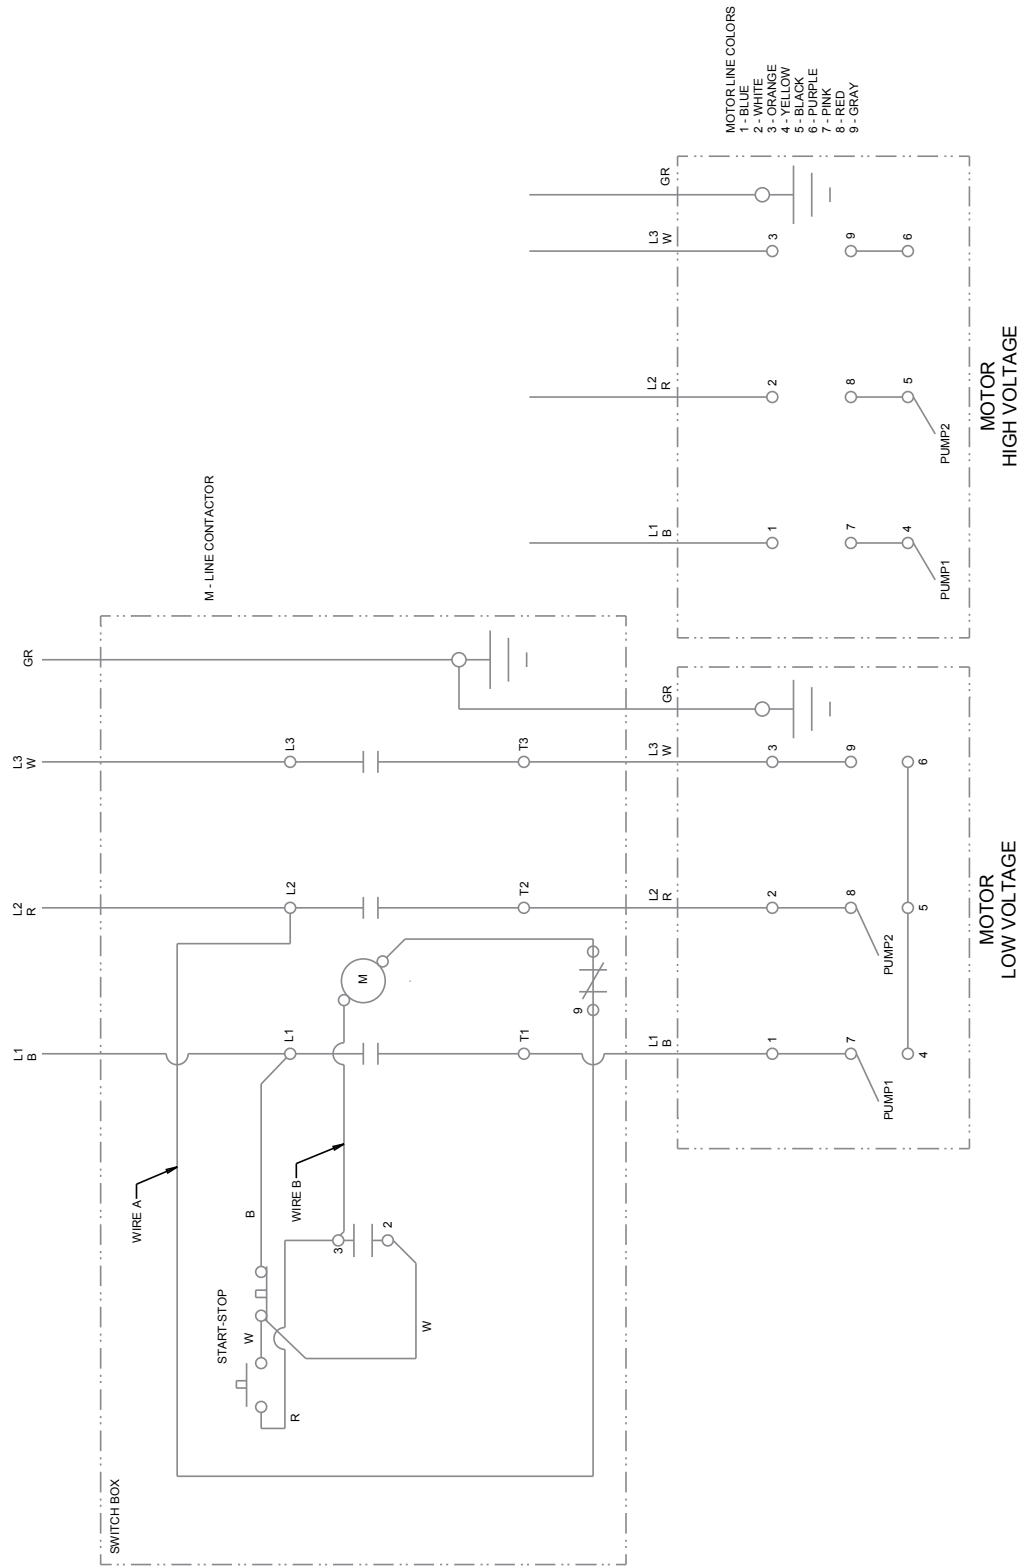 SWITCH BOX
M - LINE CONTACTOR
L1
B
L2
R
L3
W
GR
WIRE A
START-STOP
B
W
R
W
WIRE B
3
2
M
9
L1
L2
L3
T1
T2
T3
L1
B
L2
R
L3
W
GR
1
2
3
7
8
9
PUMP1
PUMP2
4
5
6
MOTOR
LOW VOLTAGE
L1
B
L2
R
L3
W
GR
1
2
3
7
8
9
4
5
6
PUMP1
PUMP2
MOTOR
HIGH VOLTAGE
MOTOR LINE COLORS
1 - BLUE
2 - WHITE
3 - ORANGE
4 - YELLOW
5 - BLACK
6 - PURPLE
7 - PINK
8 - RED
9 - GRAY